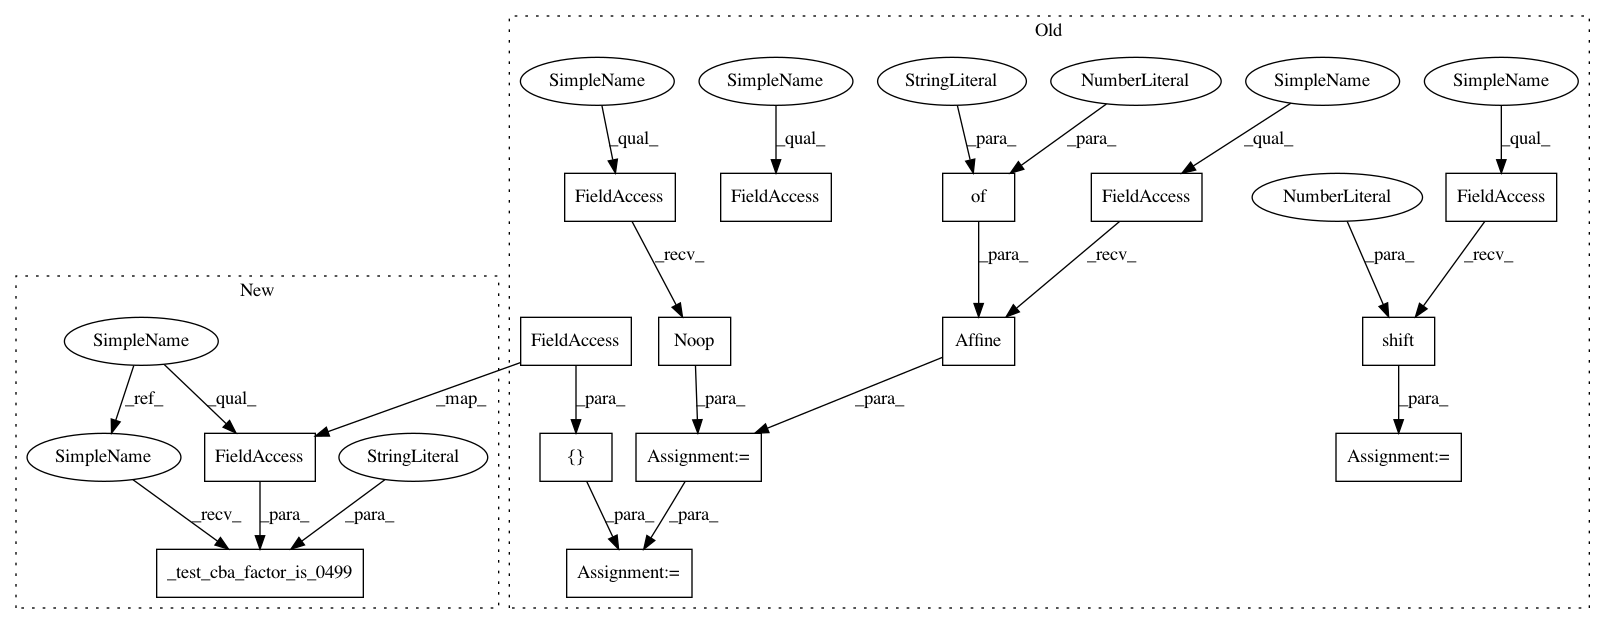 Old
SimpleName
SimpleName
StringLiteral
NumberLiteral
SimpleName
SimpleName
_qual_
_qual_
_para_
_para_
_qual_
_qual_
FieldAccess
FieldAccess
of
FieldAccess
NumberLiteral
FieldAccess
_recv_
_para_
_recv_
_para_
_recv_
New
SimpleName
FieldAccess
Noop
Affine
shift
_ref_
_qual_
_map_
_para_
_para_
_para_
_para_
SimpleName
FieldAccess
StringLiteral
{}
Assignment:=
Assignment:=
_recv_
_para_
_para_
_para_
_para_
_test_cba_factor_is_0499
Assignment:=